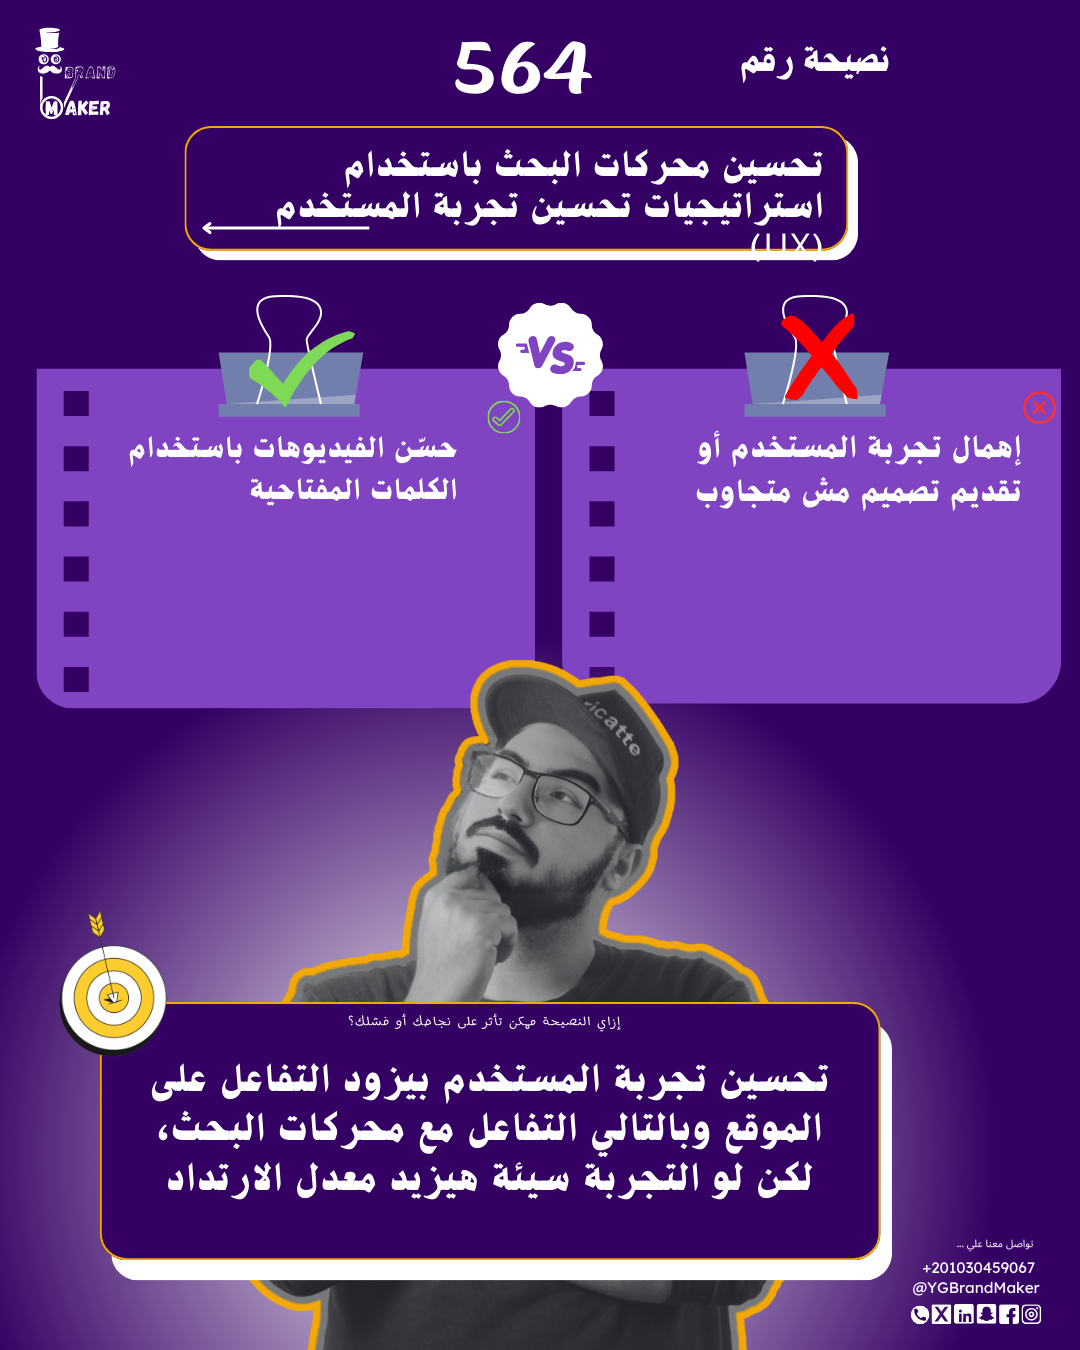 BRAND
MAKER
نصيحة رقم
564
تحسين محركات البحث باستخدام
استراتيجيات تحسين تجربة المستخدم
(UX)
VS
إهمال تجربة المستخدم أو
تقديم تصميم مش متجاوب
حسّن الفيديوهات باستخدام
الكلمات المفتاحية
icatte
إزاي النصيحة ممكن تأثر على نجاحك أو فشلك؟
تحسين تجربة المستخدم بيزود التفاعل على
الموقع وبالتالي التفاعل مع محركات البحث،
لكن لو التجربة سيئة هيزيد معدل الارتداد
تواصل معنا علي ...
+201030459067
@YGBrandMaker